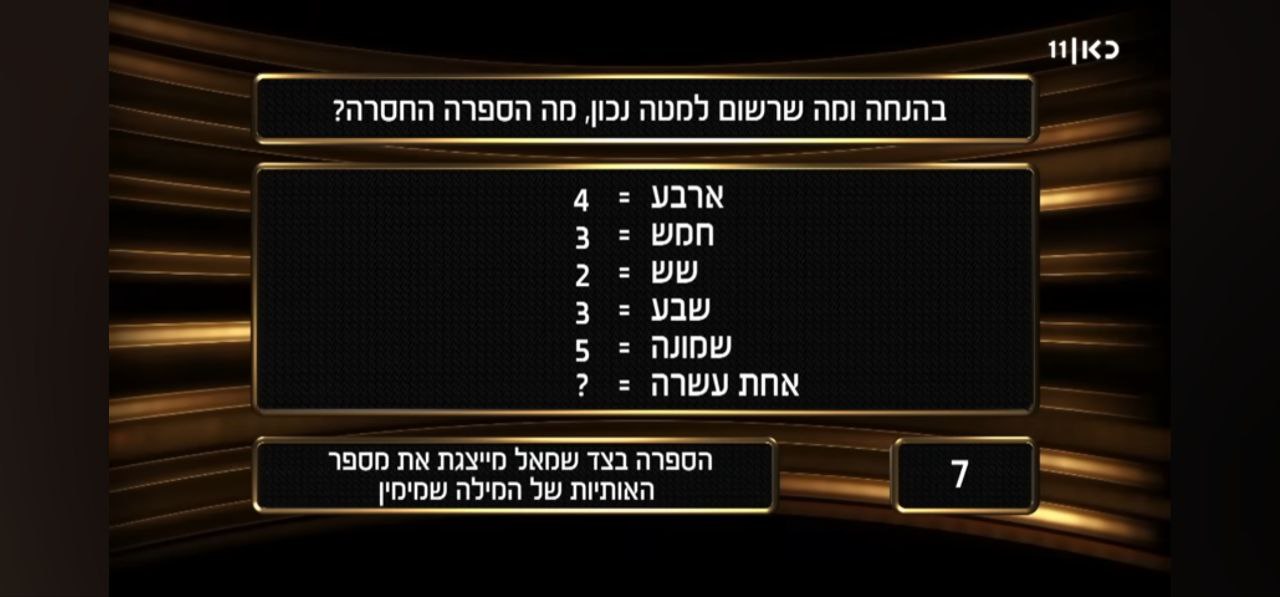 כאן|11
בהנחה ומה שרשום למטה נכון, מה הספרה החסרה?
ארבע = 4
חמש = 3
שש = 2
שבע = 3
שמונה = 5
אחת עשרה = ?
7
הספרה בצד שמאל מייצגת את מספר
האותיות של המילה שמימין